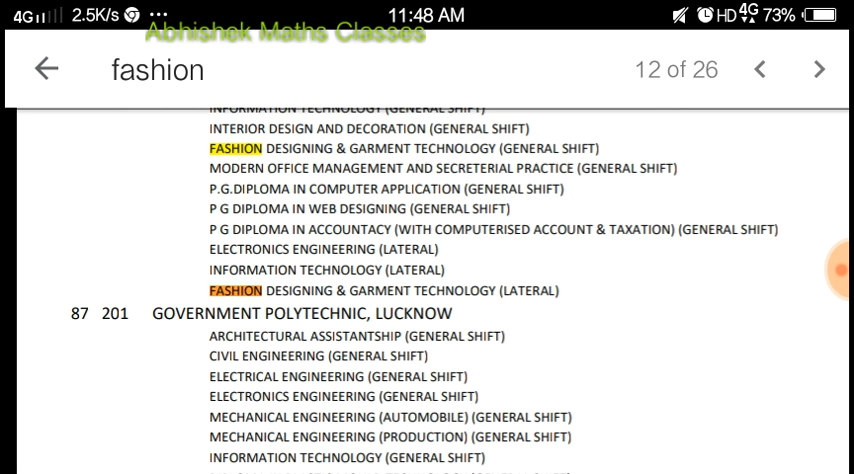 4G 2.5K/s ... 11:48 AM HD 4G 73%
Abhishek Maths Classes
fashion 12 of 26
INFORMATION TECHNOLOGY (GENERAL SHIFT)
INTERIOR DESIGN AND DECORATION (GENERAL SHIFT)
FASHION DESIGNING & GARMENT TECHNOLOGY (GENERAL SHIFT)
MODERN OFFICE MANAGEMENT AND SECRETERIAL PRACTICE (GENERAL SHIFT)
P.G.DIPLOMA IN COMPUTER APPLICATION (GENERAL SHIFT)
P G DIPLOMA IN WEB DESIGNING (GENERAL SHIFT)
P G DIPLOMA IN ACCOUNTACY (WITH COMPUTERISED ACCOUNT & TAXATION) (GENERAL SHIFT)
ELECTRONICS ENGINEERING (LATERAL)
INFORMATION TECHNOLOGY (LATERAL)
FASHION DESIGNING & GARMENT TECHNOLOGY (LATERAL)
87 201 GOVERNMENT POLYTECHNIC, LUCKNOW
ARCHITECTURAL ASSISTANTSHIP (GENERAL SHIFT)
CIVIL ENGINEERING (GENERAL SHIFT)
ELECTRICAL ENGINEERING (GENERAL SHIFT)
ELECTRONICS ENGINEERING (GENERAL SHIFT)
MECHANICAL ENGINEERING (AUTOMOBILE) (GENERAL SHIFT)
MECHANICAL ENGINEERING (PRODUCTION) (GENERAL SHIFT)
INFORMATION TECHNOLOGY (GENERAL SHIFT)